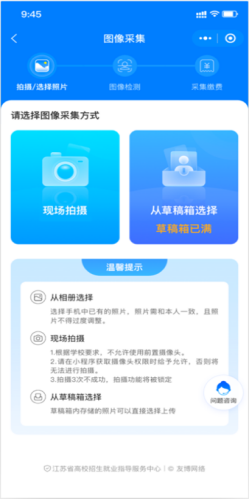 9:45
图像采集
拍摄/选择照片
图像检测
采集缴费
请选择图像采集方式
现场拍摄
从草稿箱选择
草稿箱已满
温馨提示
从相册选择
选择手机中已有的照片，照片需和本人一致，且照
片不得过度调整。
现场拍摄
1.根据学校要求，不允许使用前置摄像头。
2.请在小程序获取摄像头权限时给予允许，否则将
无法进行拍摄。
3.拍摄3次不成功，拍摄功能将被锁定
从草稿箱选择
草稿箱内存储的照片可以直接选择上传
问题咨询
江苏省高校招生就业指导服务中心 © 友博网络